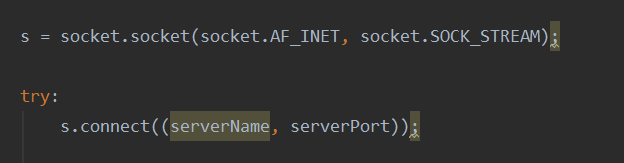 s = socket.socket(socket.AF_INET, socket.SOCK_STREAM);
try:
s.connect((serverName, serverPort));